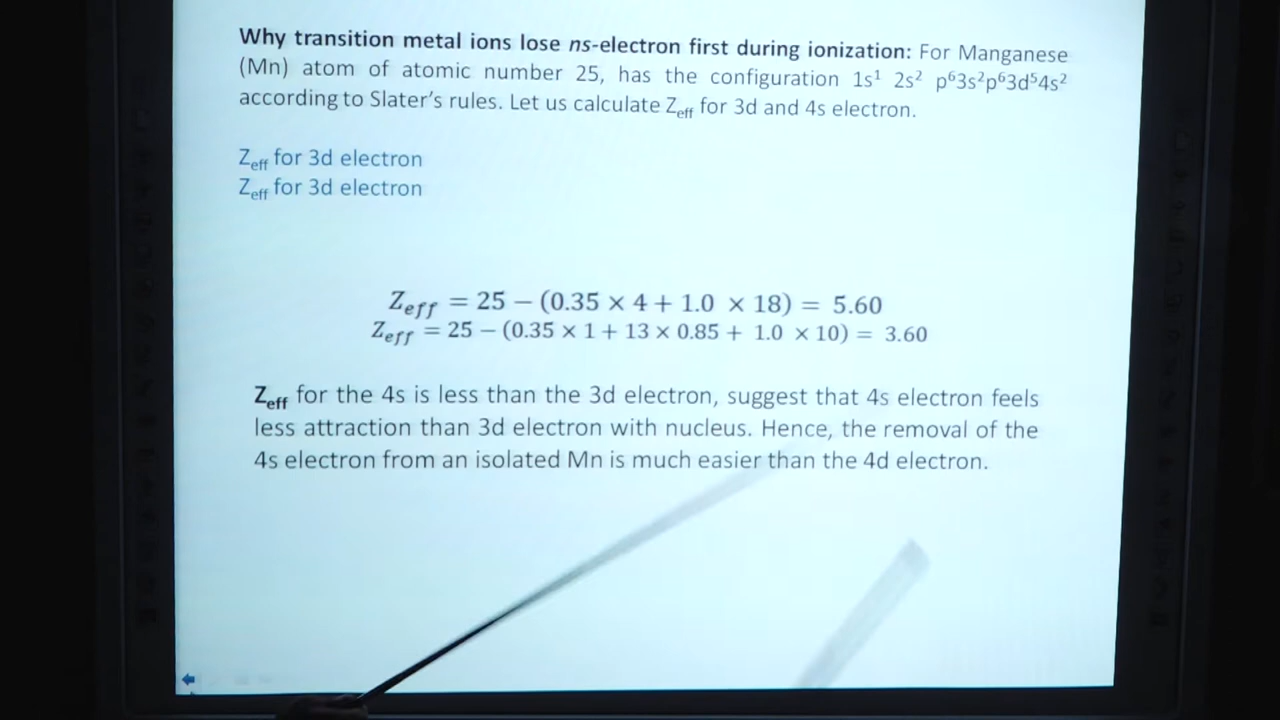 Why transition metal ions lose ns-electron first during ionization: For Manganese
(Mn) atom of atomic number 25, has the configuration 1s¹ 2s² p⁶3s²p⁶3d⁵4s²
according to Slater's rules. Let us calculate Zeff for 3d and 4s electron.
Zeff for 3d electron
Zeff for 3d electron
Zeff = 25 − (0.35 × 4 + 1.0 × 18) = 5.60
Zeff = 25 − (0.35 × 1 + 13 × 0.85 + 1.0 × 10) = 3.60
Zeff for the 4s is less than the 3d electron, suggest that 4s electron feels
less attraction than 3d electron with nucleus. Hence, the removal of the
4s electron from an isolated Mn is much easier than the 4d electron.